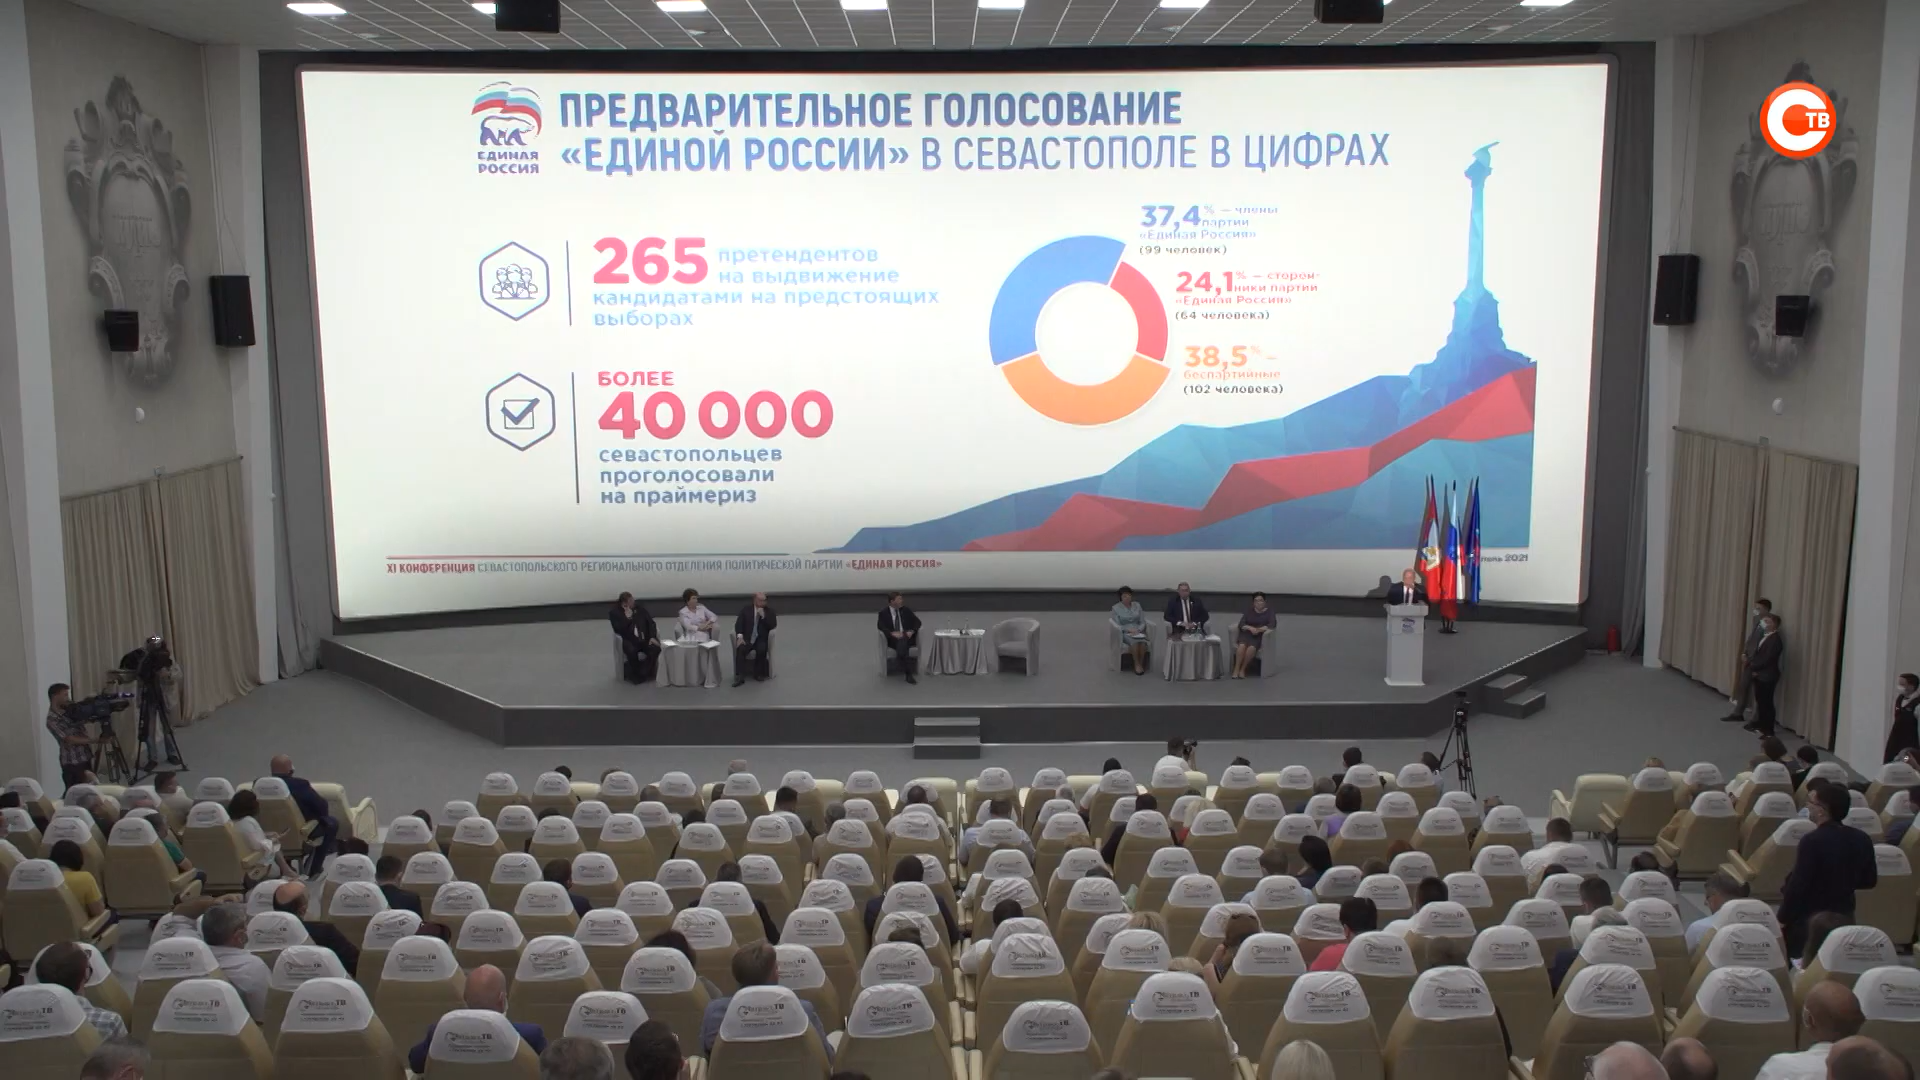 ЕДИНАЯ
РОССИЯ
ПРЕДВАРИТЕЛЬНОЕ ГОЛОСОВАНИЕ
«ЕДИНОЙ РОССИИ» В СЕВАСТОПОЛЕ В ЦИФРАХ
265 претендентов
на выдвижение
кандидатами на предстоящих
выборах
БОЛЕЕ
40 000
севастопольцев
проголосовали
на праймериз
37,4% – члены
партии
«Единая Россия»
(99 человек)
24,1% – сторон-
ники партии
«Единая Россия»
(64 человека)
38,5% –
беспартийные
(102 человека)
XI КОНФЕРЕНЦИЯ СЕВАСТОПОЛЬСКОГО РЕГИОНАЛЬНОГО ОТДЕЛЕНИЯ ПОЛИТИЧЕСКОЙ ПАРТИИ «ЕДИНАЯ РОССИЯ»
2021
С ТВ